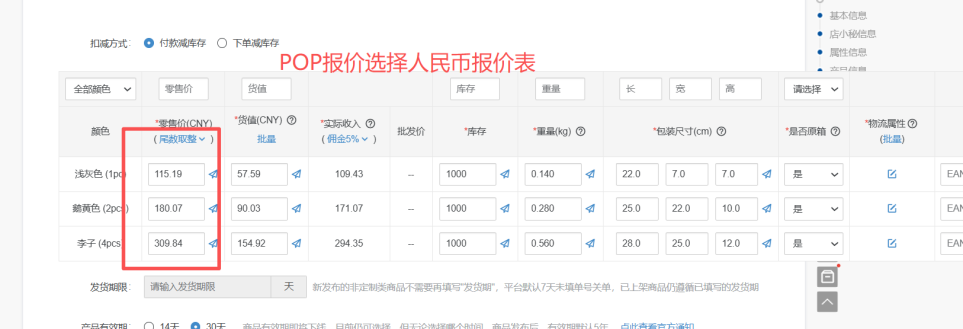 基本信息
店小秘信息
扣减方式: 付款减库存 下单减库存
属性信息
POP报价选择人民币报价表
产品信息
全部颜色 零售价 货值 库存 重量 长 宽 高 请选择
颜色 *零售价(CNY) *货值(CNY) *实际收入 批发价 *库存 *重量(kg) *包装尺寸(cm) *是否原箱 *物流属性
(尾数取整) 批量 (佣金5%) (批量)
浅灰色 (1pc) 115.19 57.59 109.43 -- 1000 0.140 22.0 7.0 7.0 是 EAN
鹅黄色 (2pcs) 180.07 90.03 171.07 -- 1000 0.280 25.0 22.0 10.0 是 EAN
李子 (4pcs 309.84 154.92 294.35 -- 1000 0.560 28.0 25.0 12.0 是 EAN
发货期限: 请输入发货期限 天 新发布的非定制类商品不需要再填写“发货期”，平台默认7天未填单号关单，已上架商品仍遵循已填写的发货期
产品有效期: 14天 30天 商品有效期即将下线，目前仍可选择，但无论选择哪个时间，商品发布后，有效期默认5年 点此查看官方通知